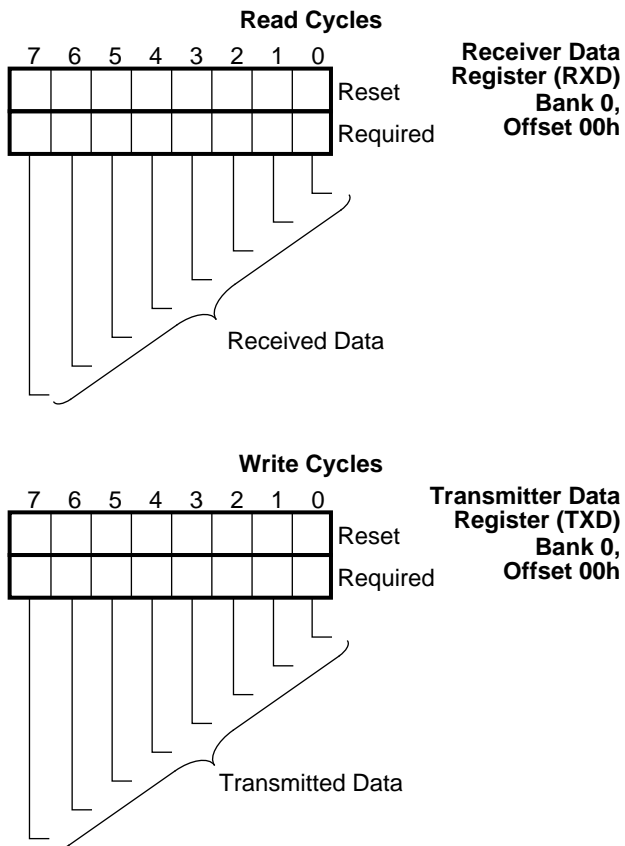 Read Cycles
7 6 5 4 3 2 1 0
Reset
Required
Receiver Data
Register (RXD)
Bank 0,
Offset 00h
Received Data
Write Cycles
7 6 5 4 3 2 1 0
Reset
Required
Transmitter Data
Register (TXD)
Bank 0,
Offset 00h
Transmitted Data